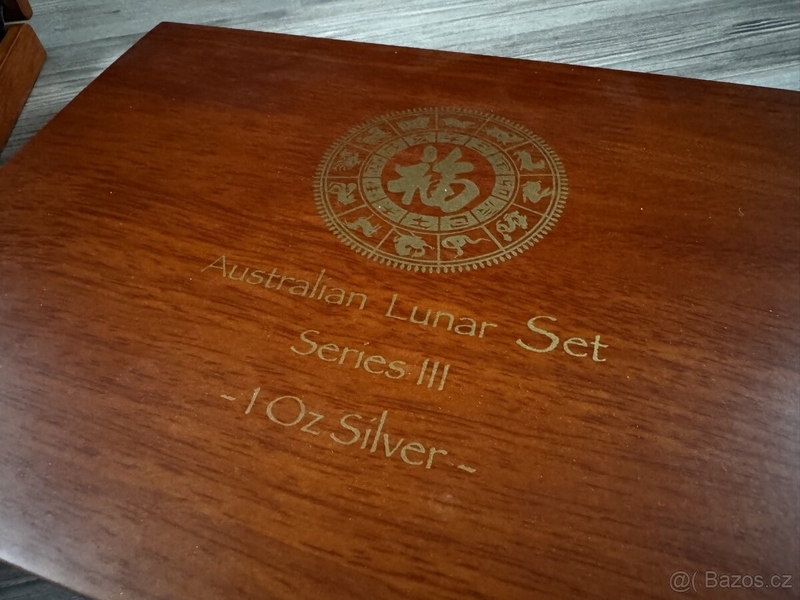 福
Australian Lunar Set
Series III
~ 1 Oz Silver ~
@( Bazos.cz